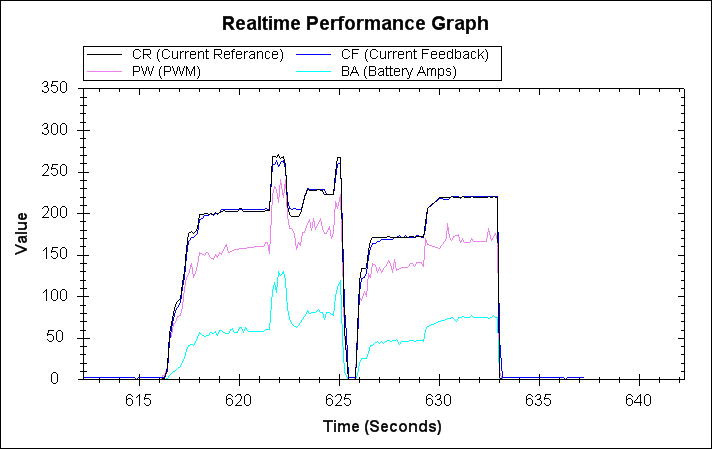 Realtime Performance Graph
CR (Current Referance) CF (Current Feedback)
PW (PWM) BA (Battery Amps)
350
300
250
200
150
100
50
0
Value
615 620 625 630 635 640
Time (Seconds)